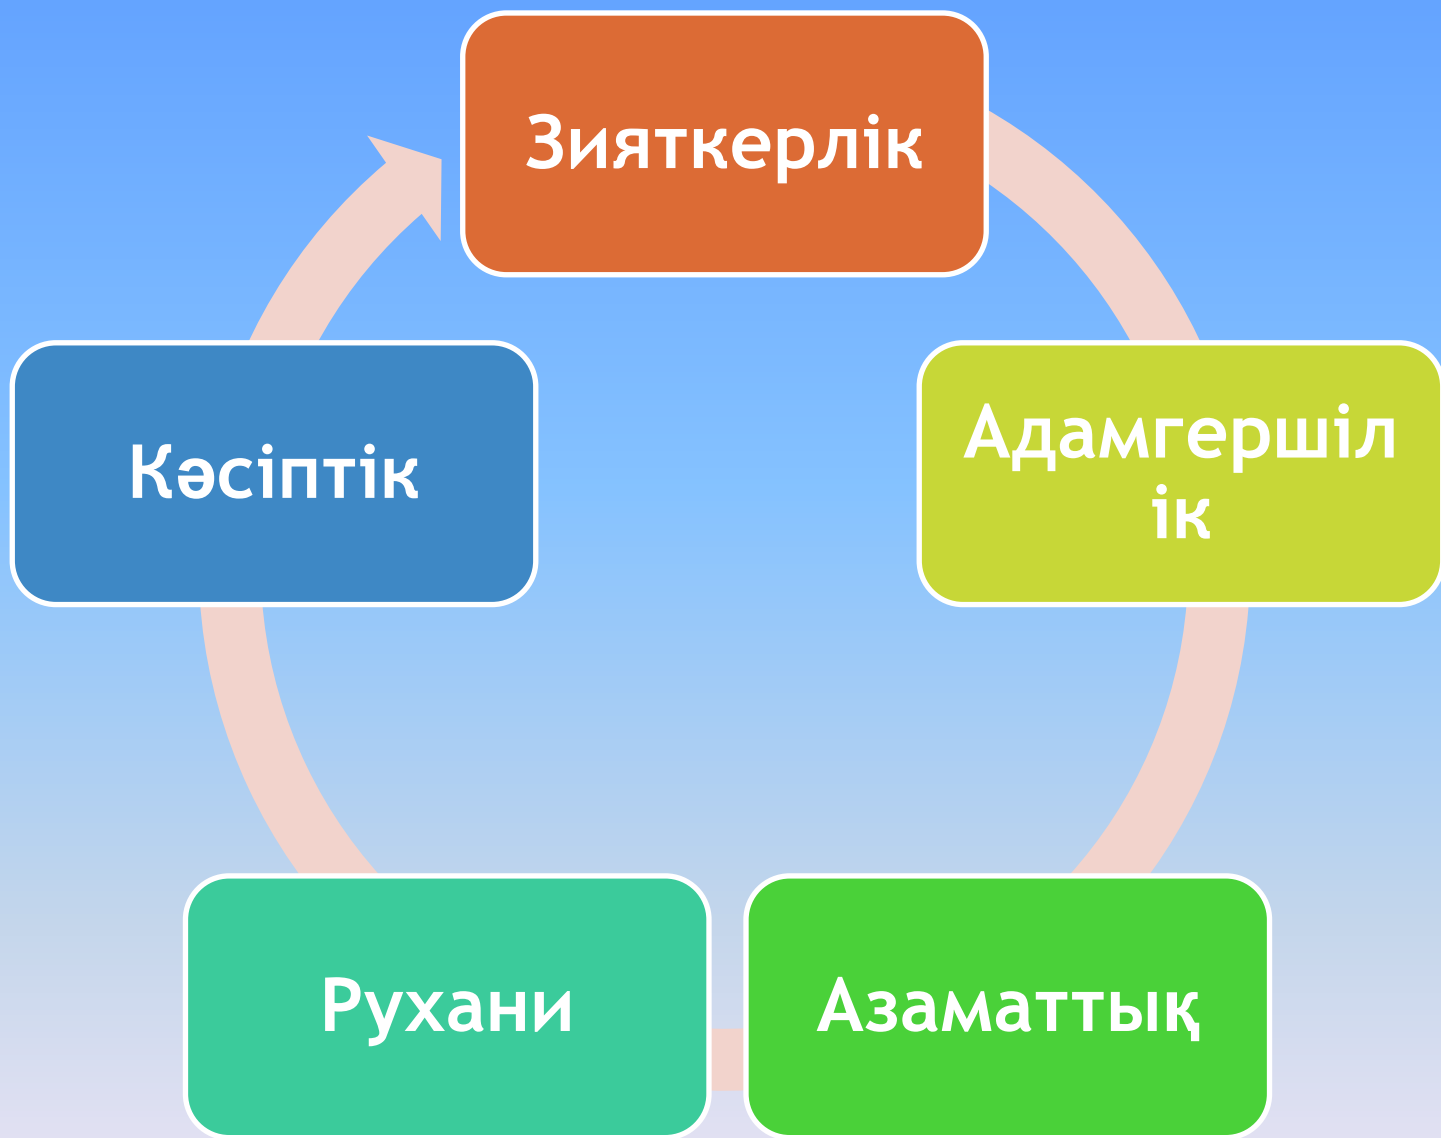 Зияткерлік
Адамгершіл
ік
Азаматтық
Рухани
Кәсіптік